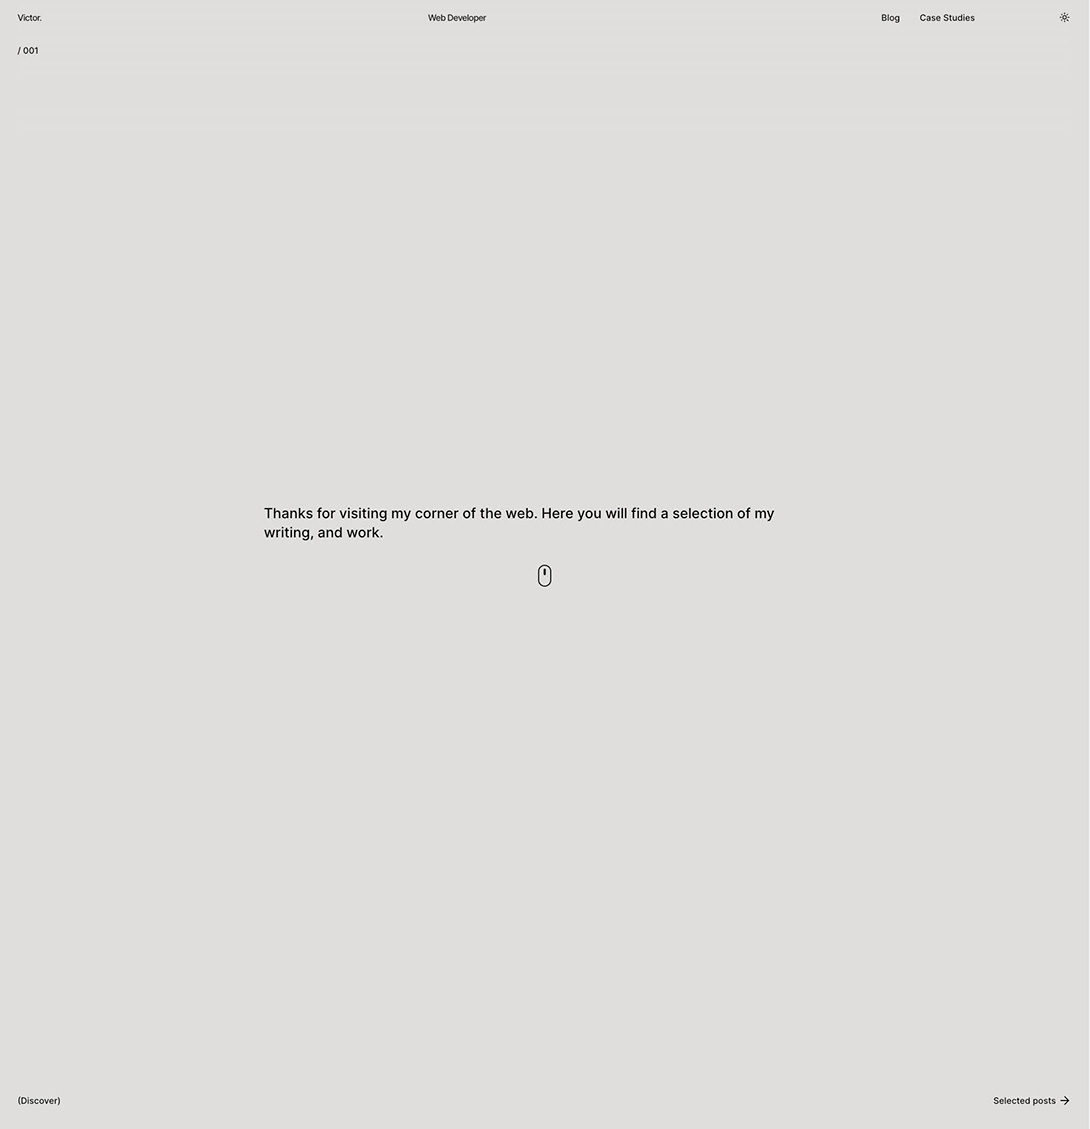 Victor.
Web Developer
Blog
Case Studies
/ 001
Thanks for visiting my corner of the web. Here you will find a selection of my
writing, and work.
(Discover)
Selected posts →